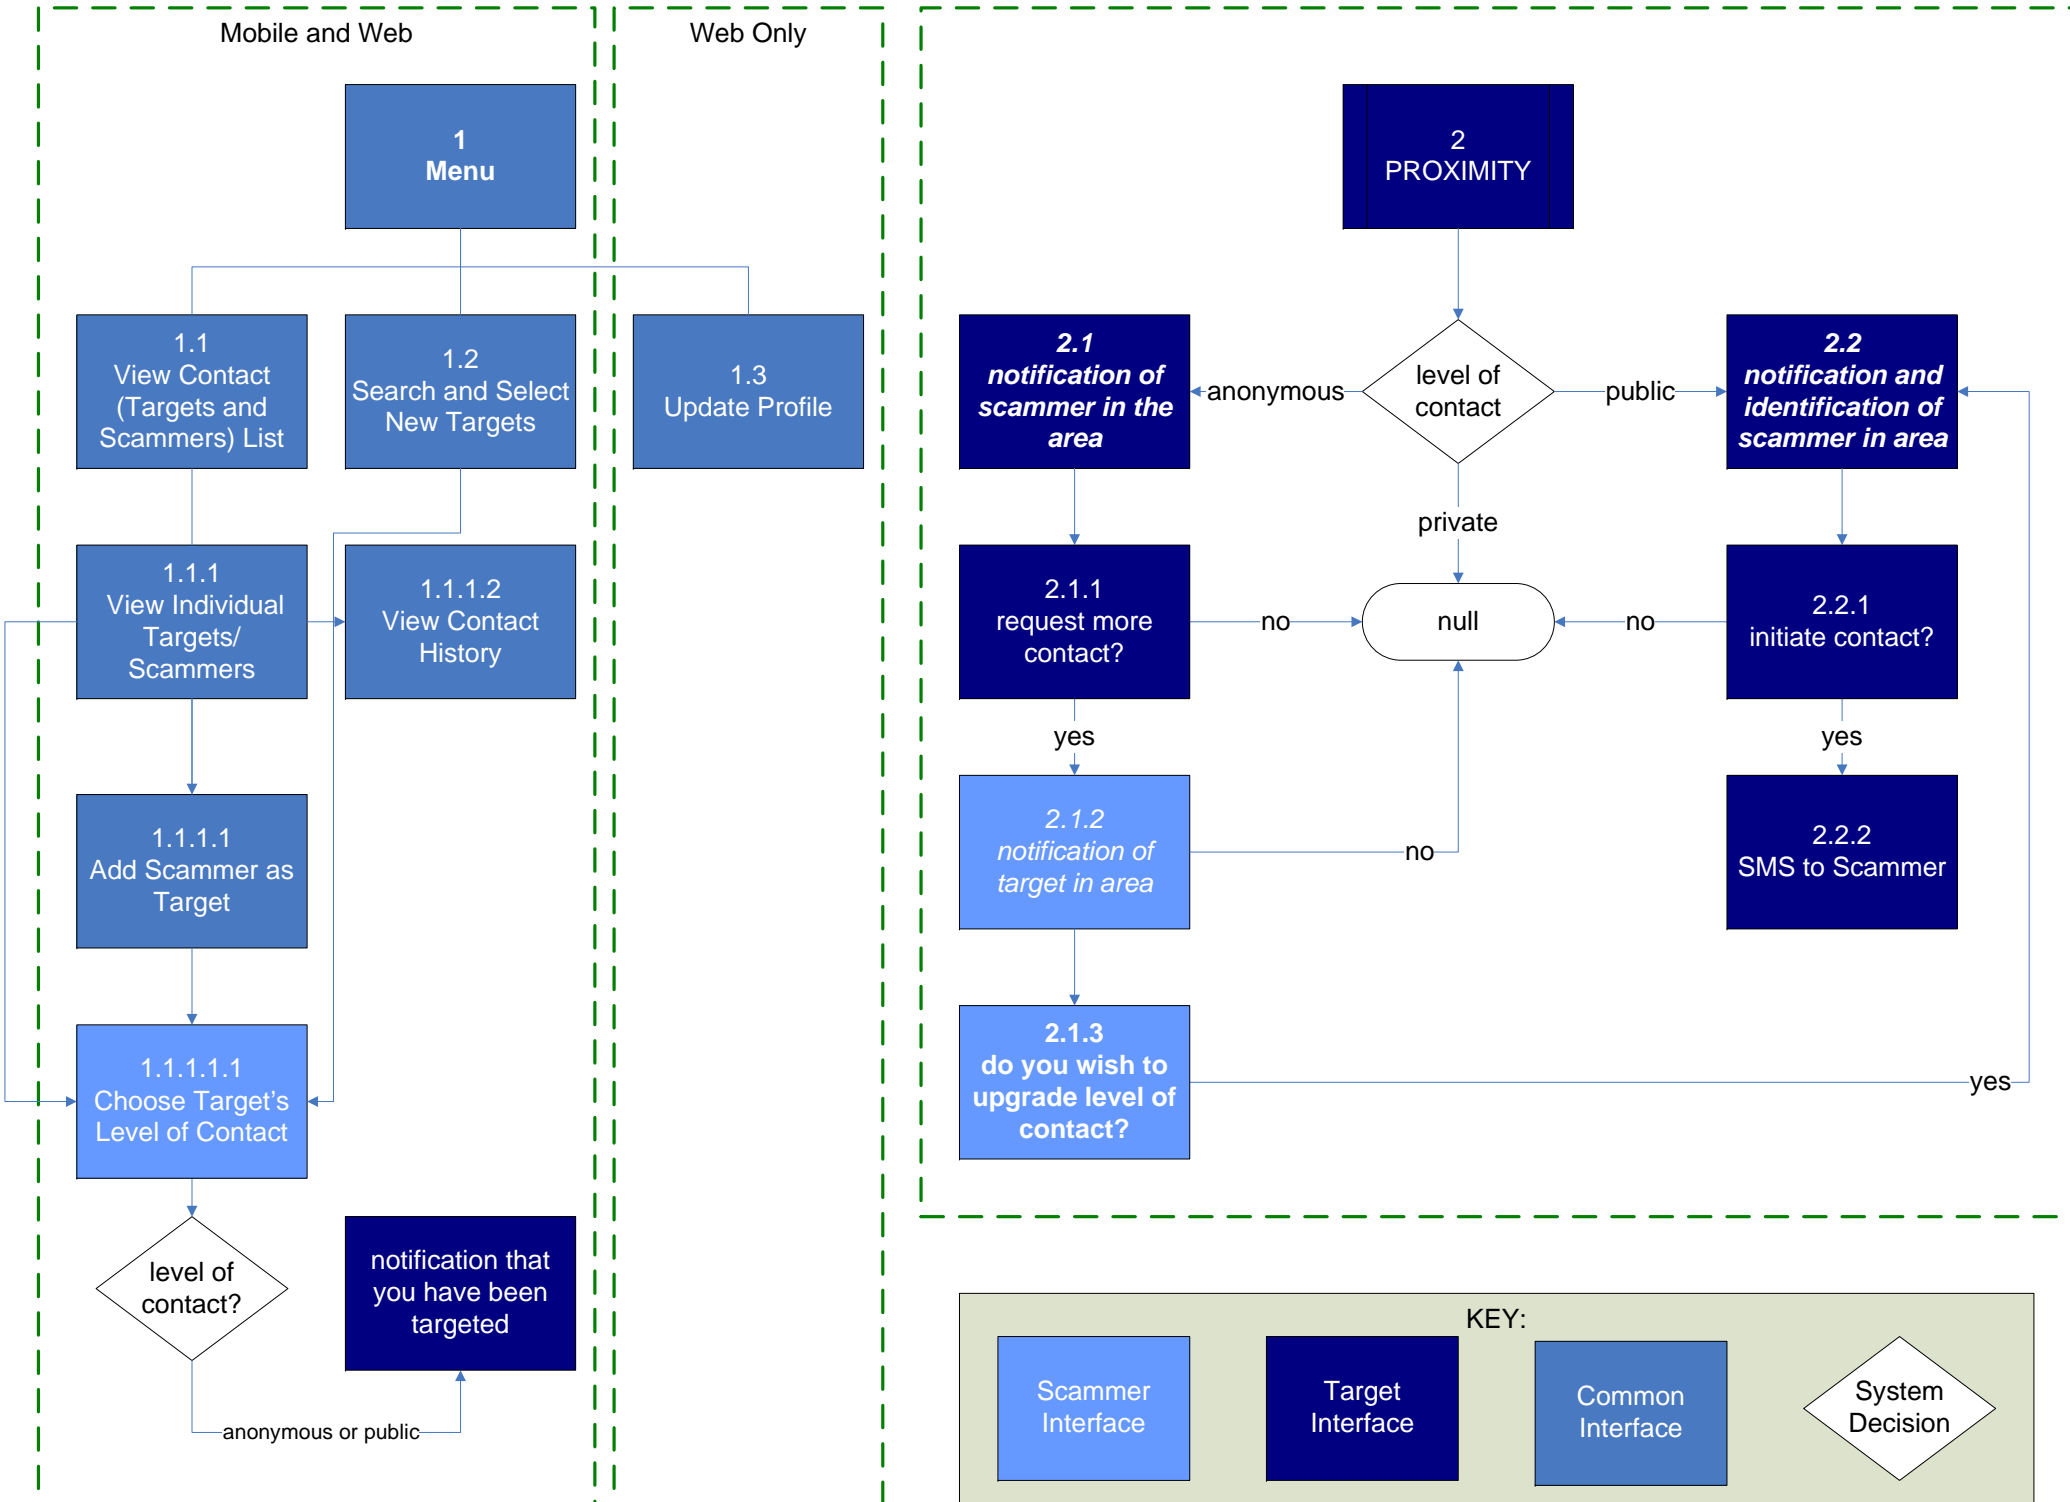 Mobile and Web
Web Only
1
Menu
1.1
View Contact
(Targets and
Scammers) List
1.2
Search and Select
New Targets
1.3
Update Profile
1.1.1
View Individual
Targets/
Scammers
1.1.1.2
View Contact
History
1.1.1.1
Add Scammer as
Target
1.1.1.1.1
Choose Target's
Level of Contact
level of
contact?
notification that
you have been
targeted
anonymous or public
2
PROXIMITY
2.1
notification of
scammer in the
area
anonymous
level of
contact
public
2.2
notification and
identification of
scammer in area
private
2.1.1
request more
contact?
no
null
no
2.2.1
initiate contact?
yes
yes
2.1.2
notification of
target in area
no
2.2.2
SMS to Scammer
2.1.3
do you wish to
upgrade level of
contact?
yes
KEY:
Scammer
Interface
Target
Interface
Common
Interface
System
Decision